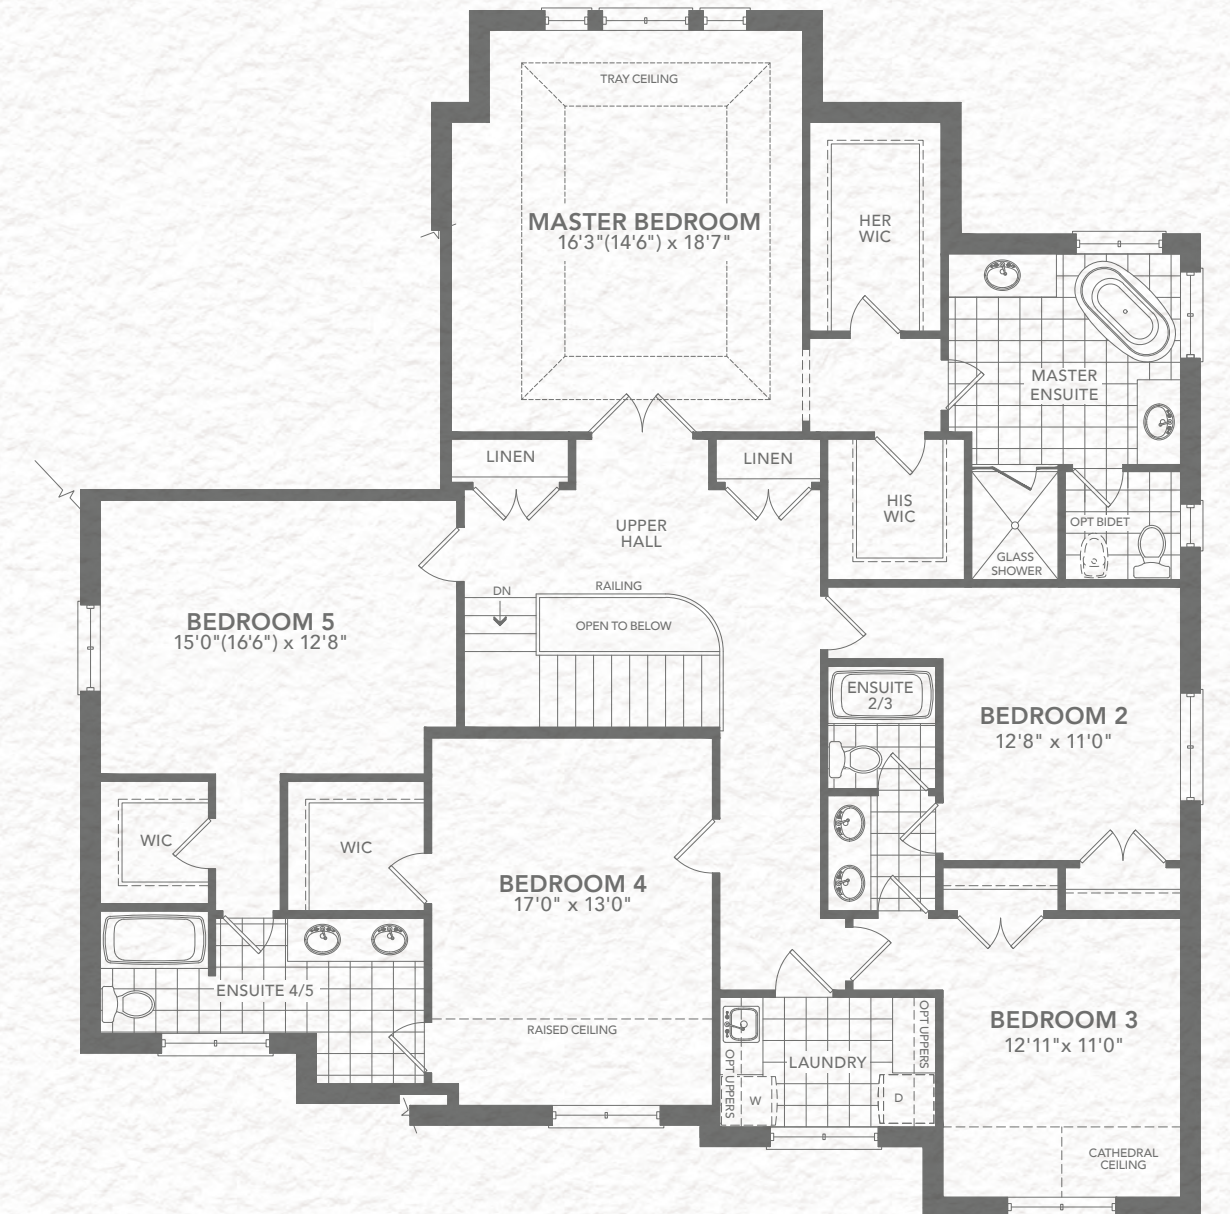 TRAY CEILING
MASTER BEDROOM
16'3"(14'6") x 18'7"
HER
WIC
MASTER
ENSUITE
LINEN
LINEN
HIS
WIC
UPPER
HALL
OPT BIDET
GLASS
SHOWER
RAILING
DN
OPEN TO BELOW
BEDROOM 5
15'0"(16'6") x 12'8"
ENSUITE
2/3
BEDROOM 2
12'8" x 11'0"
WIC
WIC
BEDROOM 4
17'0" x 13'0"
ENSUITE 4/5
RAISED CEILING
OPT UPPERS
LAUNDRY
OPT UPPERS
W
D
BEDROOM 3
12'11"x 11'0"
CATHEDRAL
CEILING